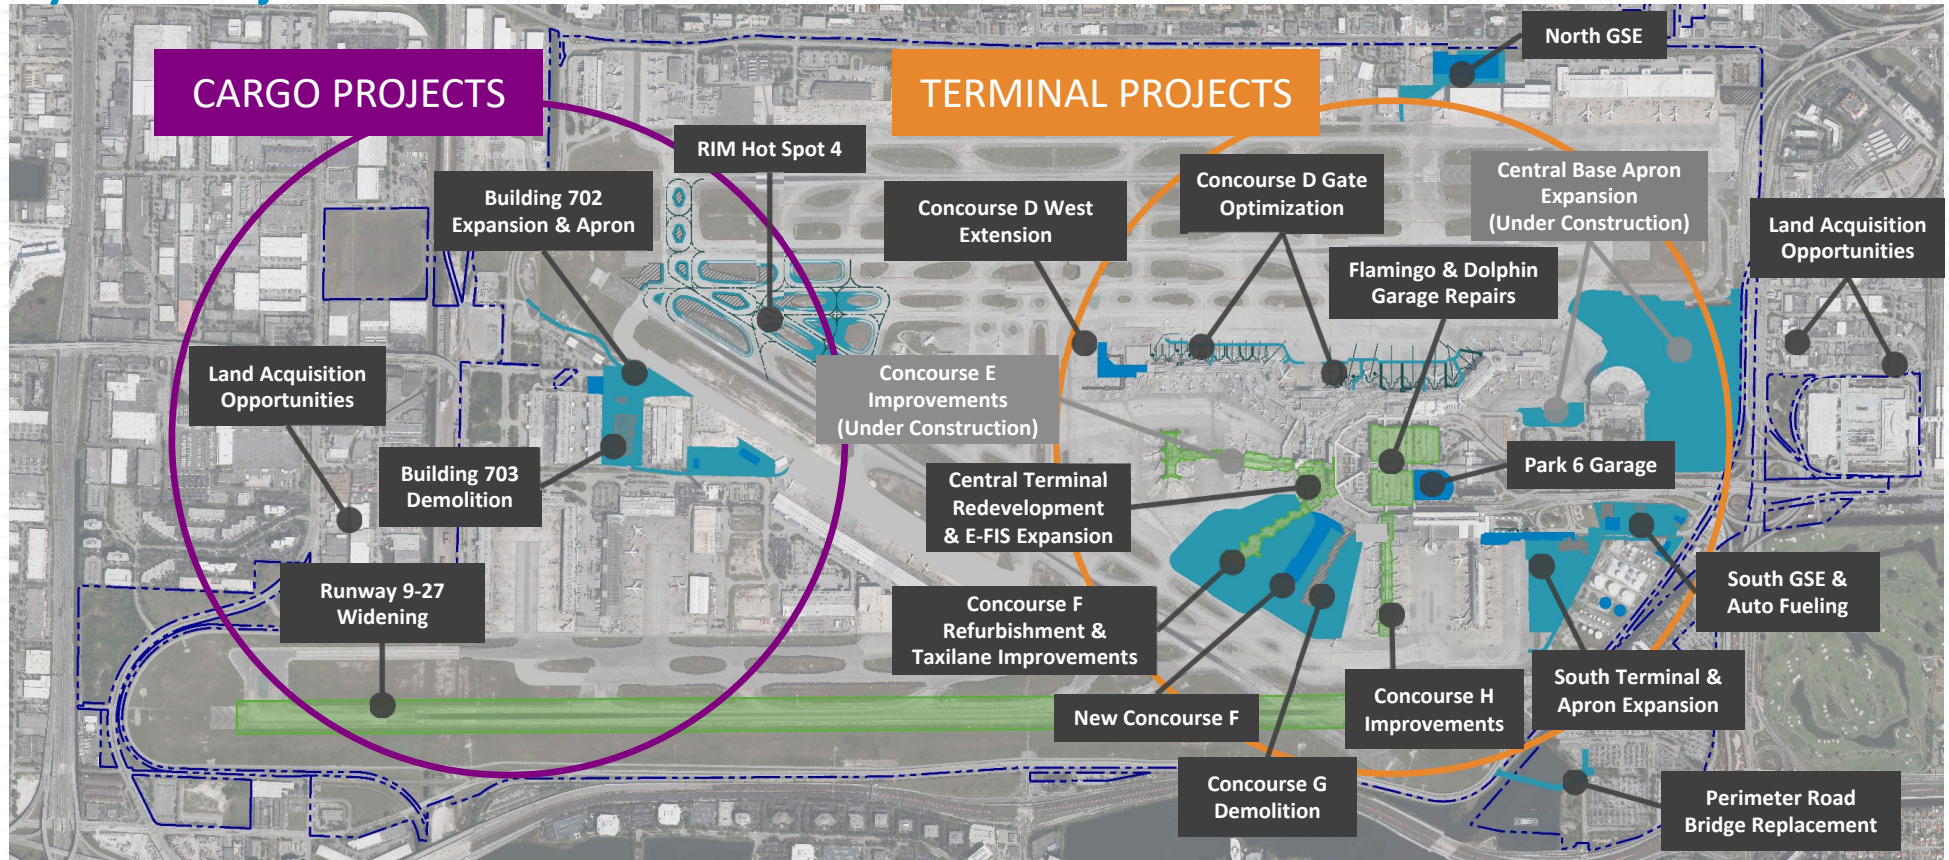 CARGO PROJECTS
TERMINAL PROJECTS
North GSE
RIM Hot Spot 4
Building 702
Expansion & Apron
Concourse D West
Extension
Concourse D Gate
Optimization
Central Base Apron
Expansion
(Under Construction)
Land Acquisition
Opportunities
Flamingo & Dolphin
Garage Repairs
Land Acquisition
Opportunities
Concourse E
Improvements
(Under Construction)
Building 703
Demolition
Central Terminal
Redevelopment
& E-FIS Expansion
Park 6 Garage
Runway 9-27
Widening
Concourse F
Refurbishment &
Taxilane Improvements
South GSE &
Auto Fueling
New Concourse F
Concourse H
Improvements
South Terminal &
Apron Expansion
Concourse G
Demolition
Perimeter Road
Bridge Replacement